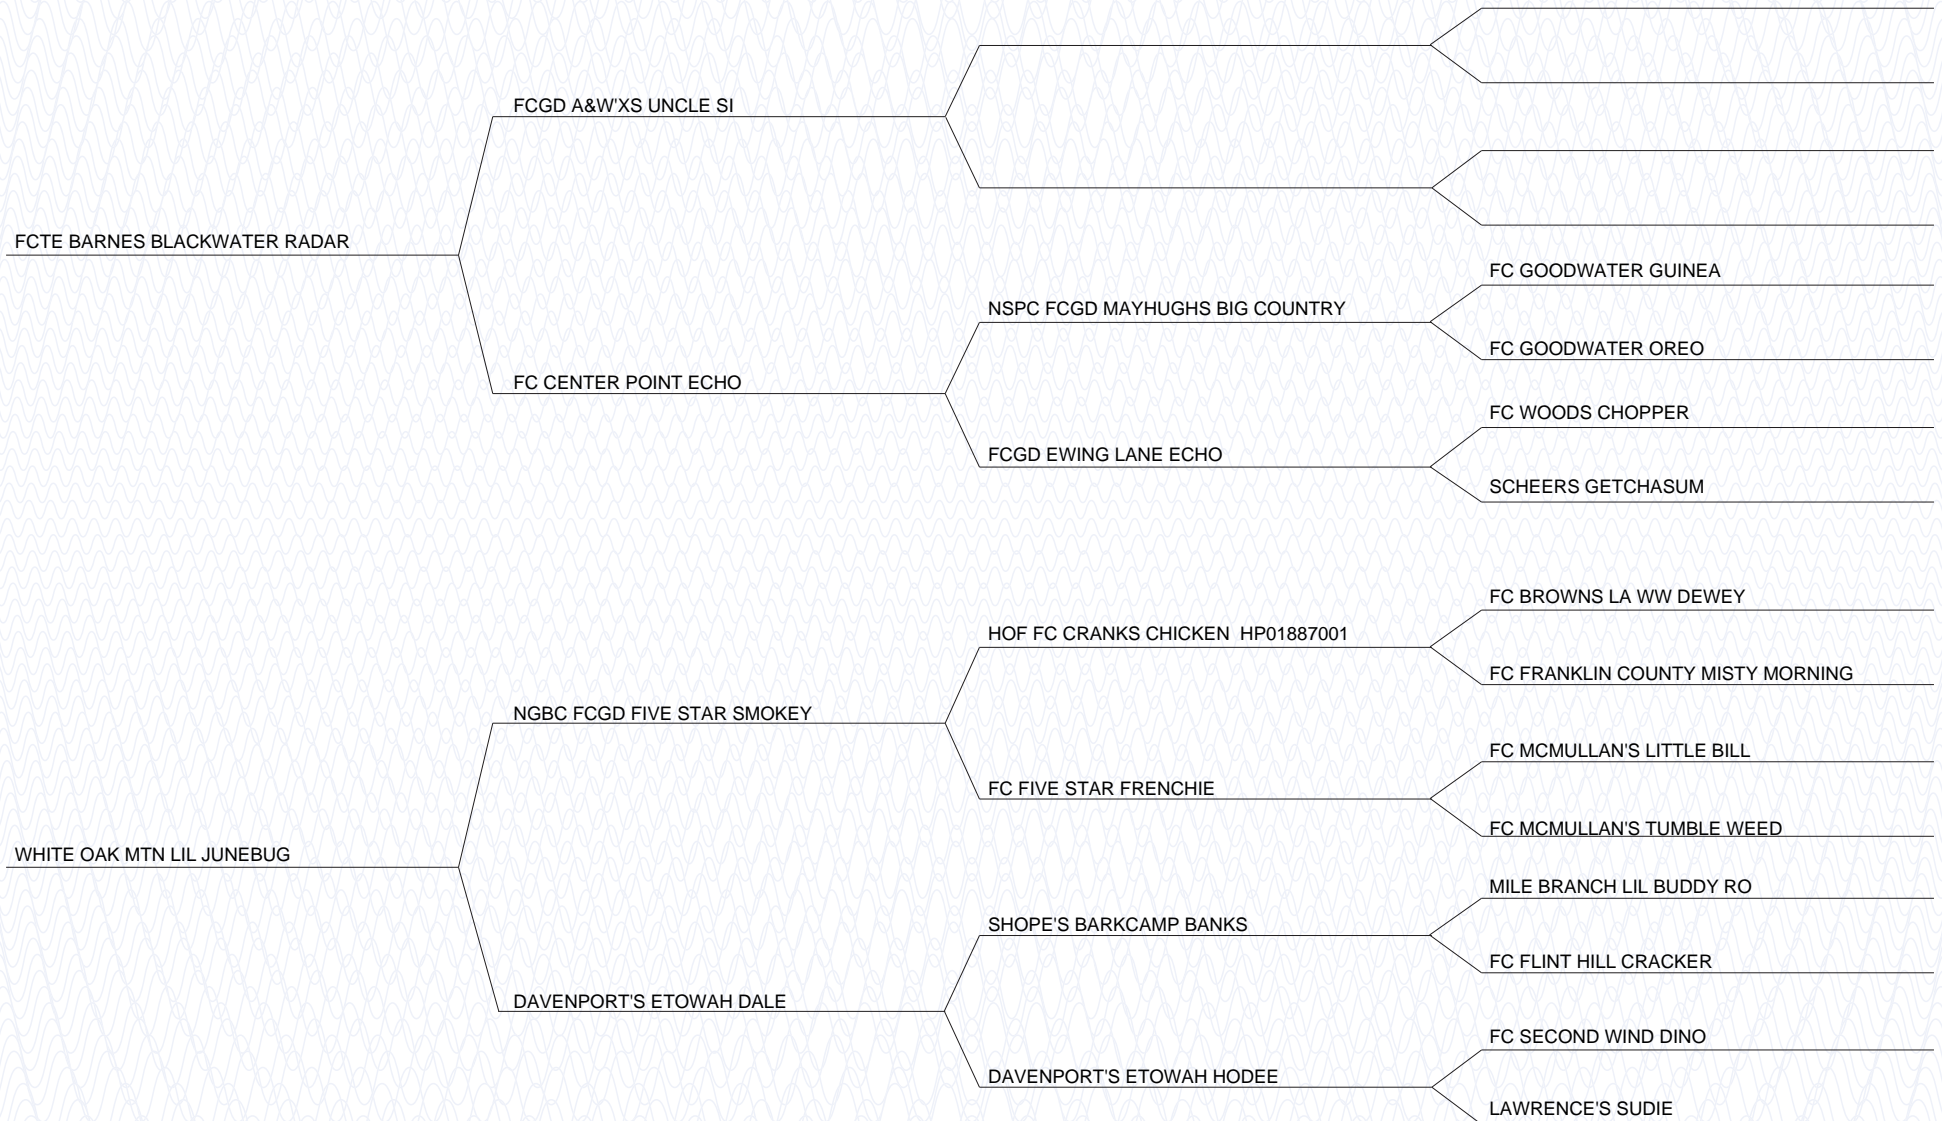 FCGD A&W'XS UNCLE SI
FCTE BARNES BLACKWATER RADAR
FC GOODWATER GUINEA
NSPC FCGD MAYHUGHS BIG COUNTRY
FC GOODWATER OREO
FC CENTER POINT ECHO
FC WOODS CHOPPER
FCGD EWING LANE ECHO
SCHEERS GETCHASUM
FC BROWNS LA WW DEWEY
HOF FC CRANKS CHICKEN  HP01887001
FC FRANKLIN COUNTY MISTY MORNING
NGBC FCGD FIVE STAR SMOKEY
FC MCMULLAN'S LITTLE BILL
FC FIVE STAR FRENCHIE
FC MCMULLAN'S TUMBLE WEED
WHITE OAK MTN LIL JUNEBUG
MILE BRANCH LIL BUDDY RO
SHOPE'S BARKCAMP BANKS
FC FLINT HILL CRACKER
DAVENPORT'S ETOWAH DALE
FC SECOND WIND DINO
DAVENPORT'S ETOWAH HODEE
LAWRENCE'S SUDIE